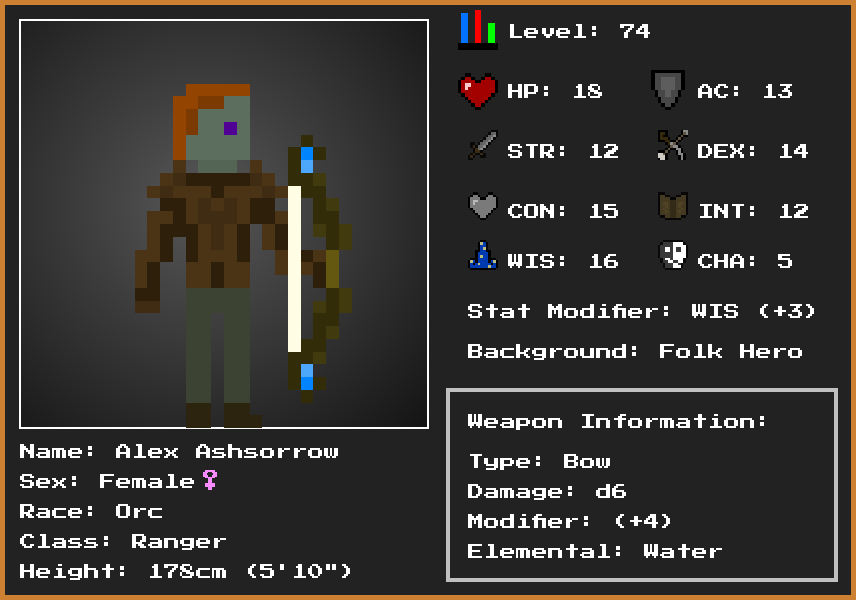 Level: 74
HP: 18 AC: 13
STR: 12 DEX: 14
CON: 15 INT: 12
WIS: 16 CHA: 5
Stat Modifier: WIS (+3)
Background: Folk Hero
Weapon Information:
Type: Bow
Damage: d6
Modifier: (+4)
Elemental: Water
Name: Alex Ashsorrow
Sex: Female♀
Race: Orc
Class: Ranger
Height: 178cm (5'10")